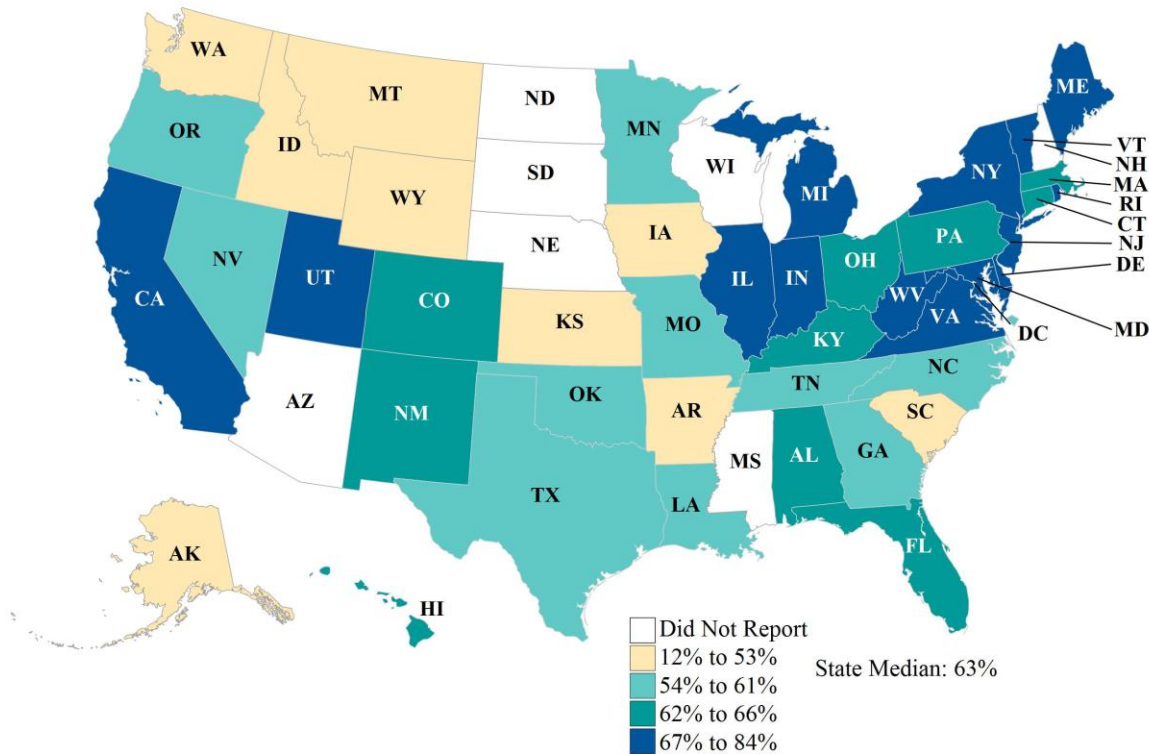 WA
MT
ND
MN
ME
OR
ID
SD
WI
VT
NH
WY
MI
NY
MA
RI
CT
IA
NE
PA
NJ
DE
NV
UT
CO
IL
IN
OH
WV
CA
KS
MO
KY
VA
DC
MD
AZ
NM
OK
AR
TN
NC
SC
TX
LA
MS
AL
GA
FL
AK
HI
Did Not Report
12% to 53%
54% to 61%
62% to 66%
67% to 84%
State Median: 63%